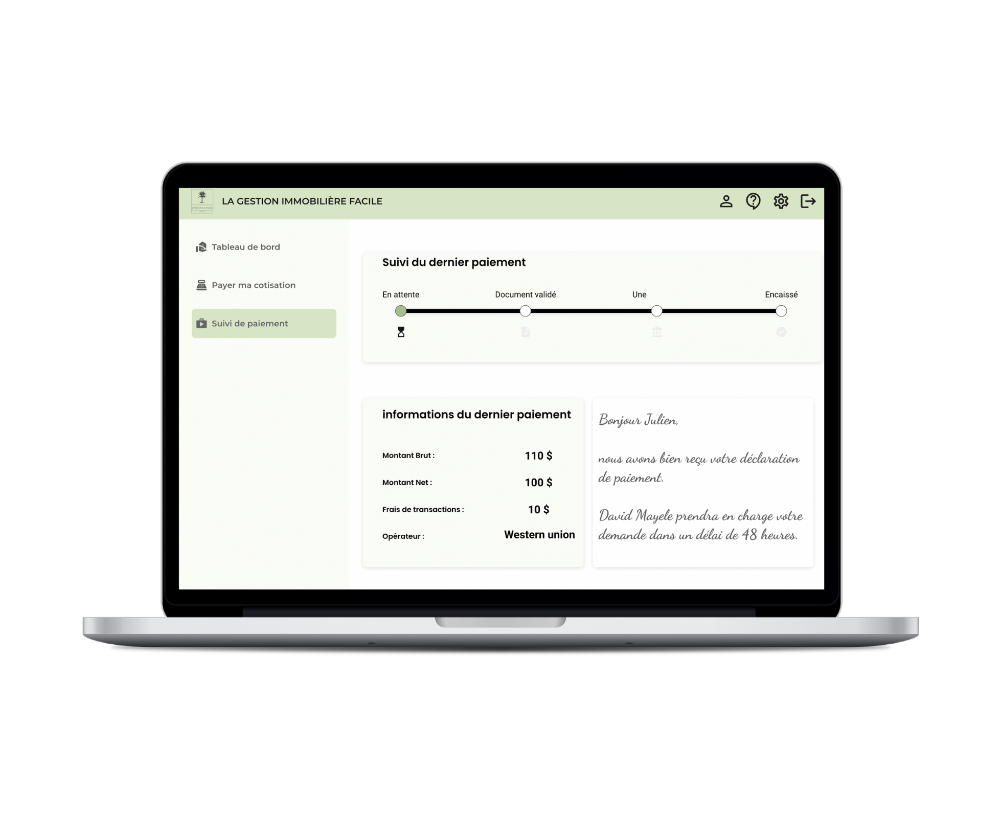 LA GESTION IMMOBILIÈRE FACILE
Tableau de bord
Payer ma cotisation
Suivi de paiement
Suivi du dernier paiement
En attente Document validé Une Encaissé
informations du dernier paiement
Montant Brut : 110 $
Montant Net : 100 $
Frais de transactions : 10 $
Opérateur : Western union
Bonjour Julien,
nous avons bien reçu votre déclaration
de paiement.
David Mayele prendra en charge votre
demande dans un délai de 48 heures.